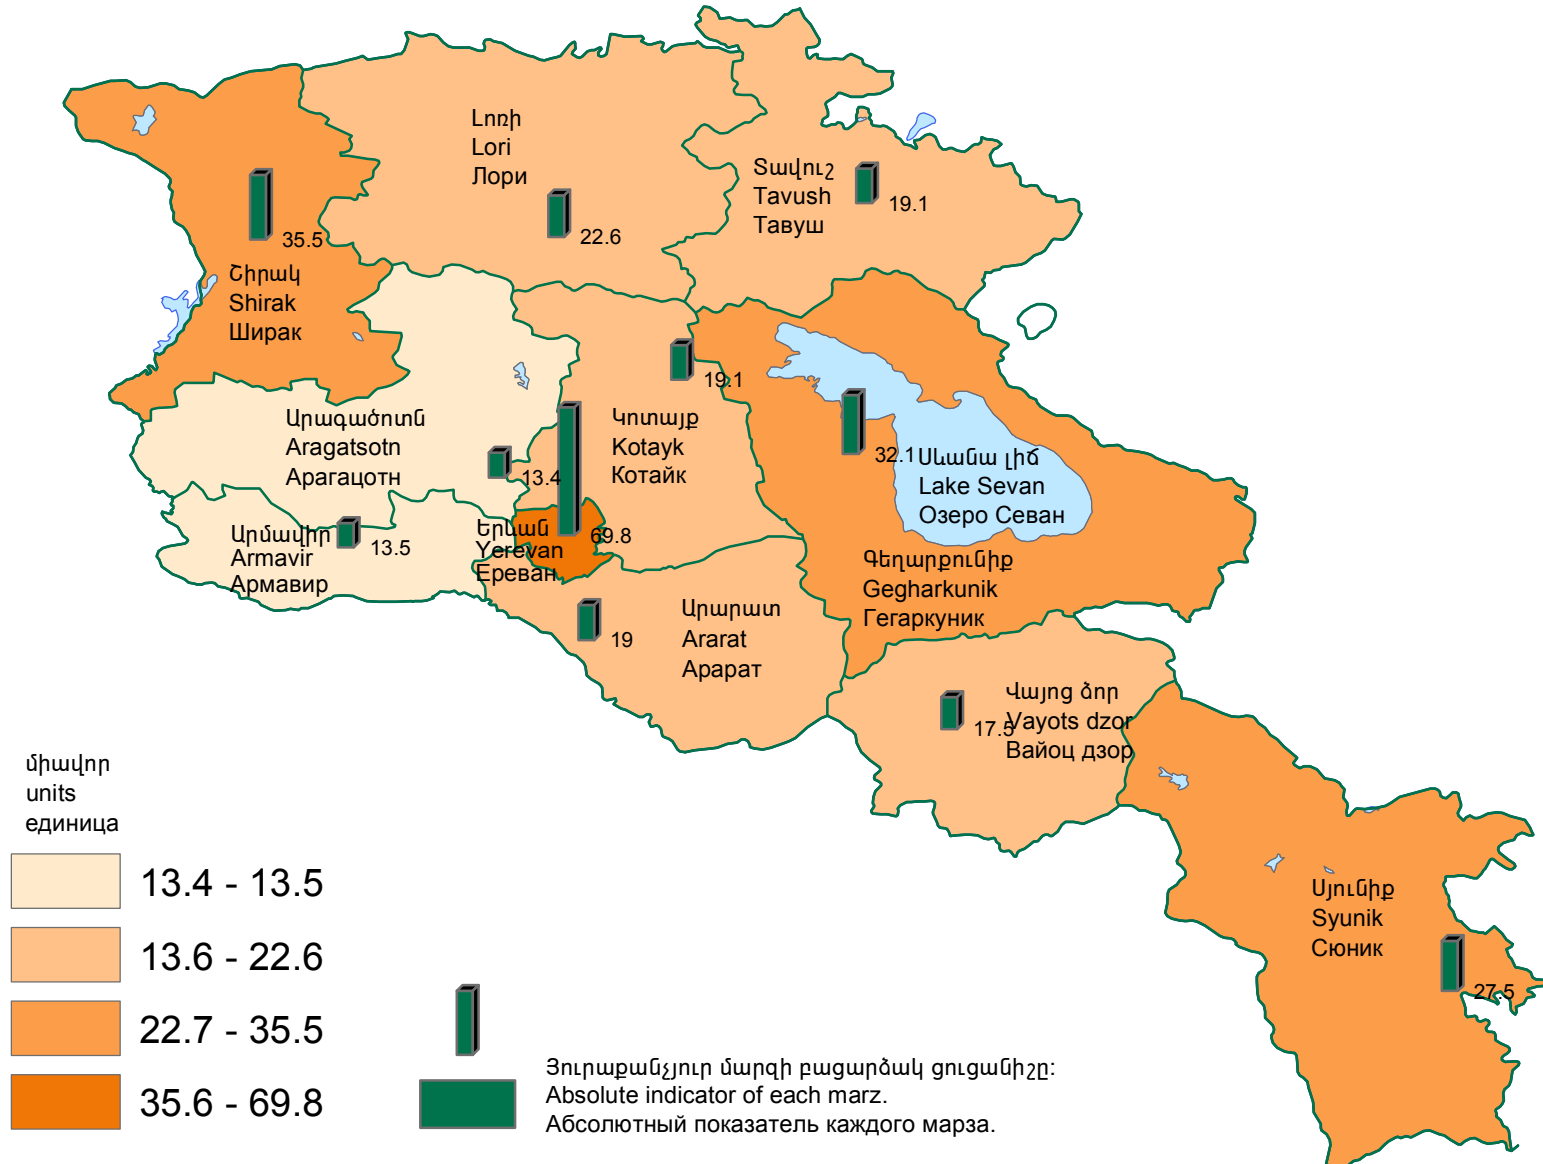 Լոռի
Lori
Лори
22.6
Տավուշ
Tavush
Тавуш
19.1
35.5
Շիրակ
Shirak
Ширак
19.1
Կոտայք
Kotayk
Котайк
Արագածոտն
Aragatsotn
Арагацотн
13.4
32.1
Սևանա լիճ
Lake Sevan
Озеро Севан
Արմավիր
Armavir
Армавир
13.5
Երևան
Yerevan
Ереван
69.8
Գեղարքունիք
Gegharkunik
Гегаркуник
19
Արարատ
Ararat
Арарат
17.5
Վայոց ձոր
Vayots dzor
Вайоц дзор
Սյունիք
Syunik
Сюник
27.5
միավոր
units
единица
13.4 - 13.5
13.6 - 22.6
22.7 - 35.5
35.6 - 69.8
Յուրաքանչյուր մարզի բացարձակ ցուցանիշը:
Absolute indicator of each marz.
Абсолютный показатель каждого марза.